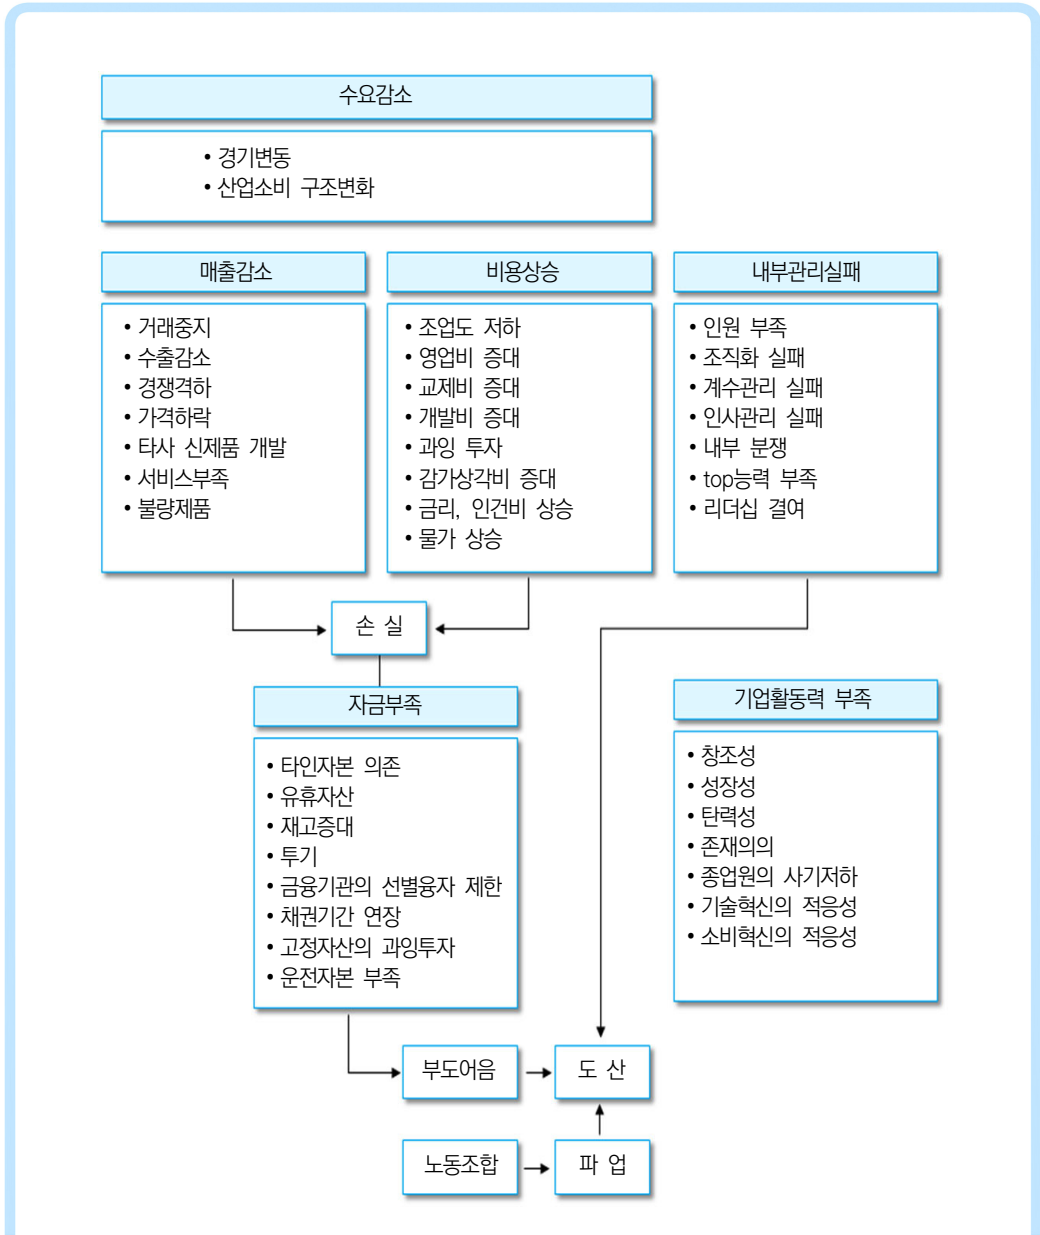 수요감소
• 경기변동
• 산업소비 구조변화
매출감소
• 거래중지
• 수출감소
• 경쟁격하
• 가격하락
• 타사 신제품 개발
• 서비스부족
• 불량제품
비용상승
• 조업도 저하
• 영업비 증대
• 교제비 증대
• 개발비 증대
• 과잉 투자
• 감가상각비 증대
• 금리, 인건비 상승
• 물가 상승
내부관리실패
• 인원 부족
• 조직화 실패
• 계수관리 실패
• 인사관리 실패
• 내부 분쟁
• top능력 부족
• 리더십 결여
손 실
자금부족
• 타인자본 의존
• 유휴자산
• 재고증대
• 투기
• 금융기관의 선별융자 제한
• 채권기간 연장
• 고정자산의 과잉투자
• 운전자본 부족
기업활동력 부족
• 창조성
• 성장성
• 탄력성
• 존재의의
• 종업원의 사기저하
• 기술혁신의 적응성
• 소비혁신의 적응성
부도어음
도 산
노동조합
파 업